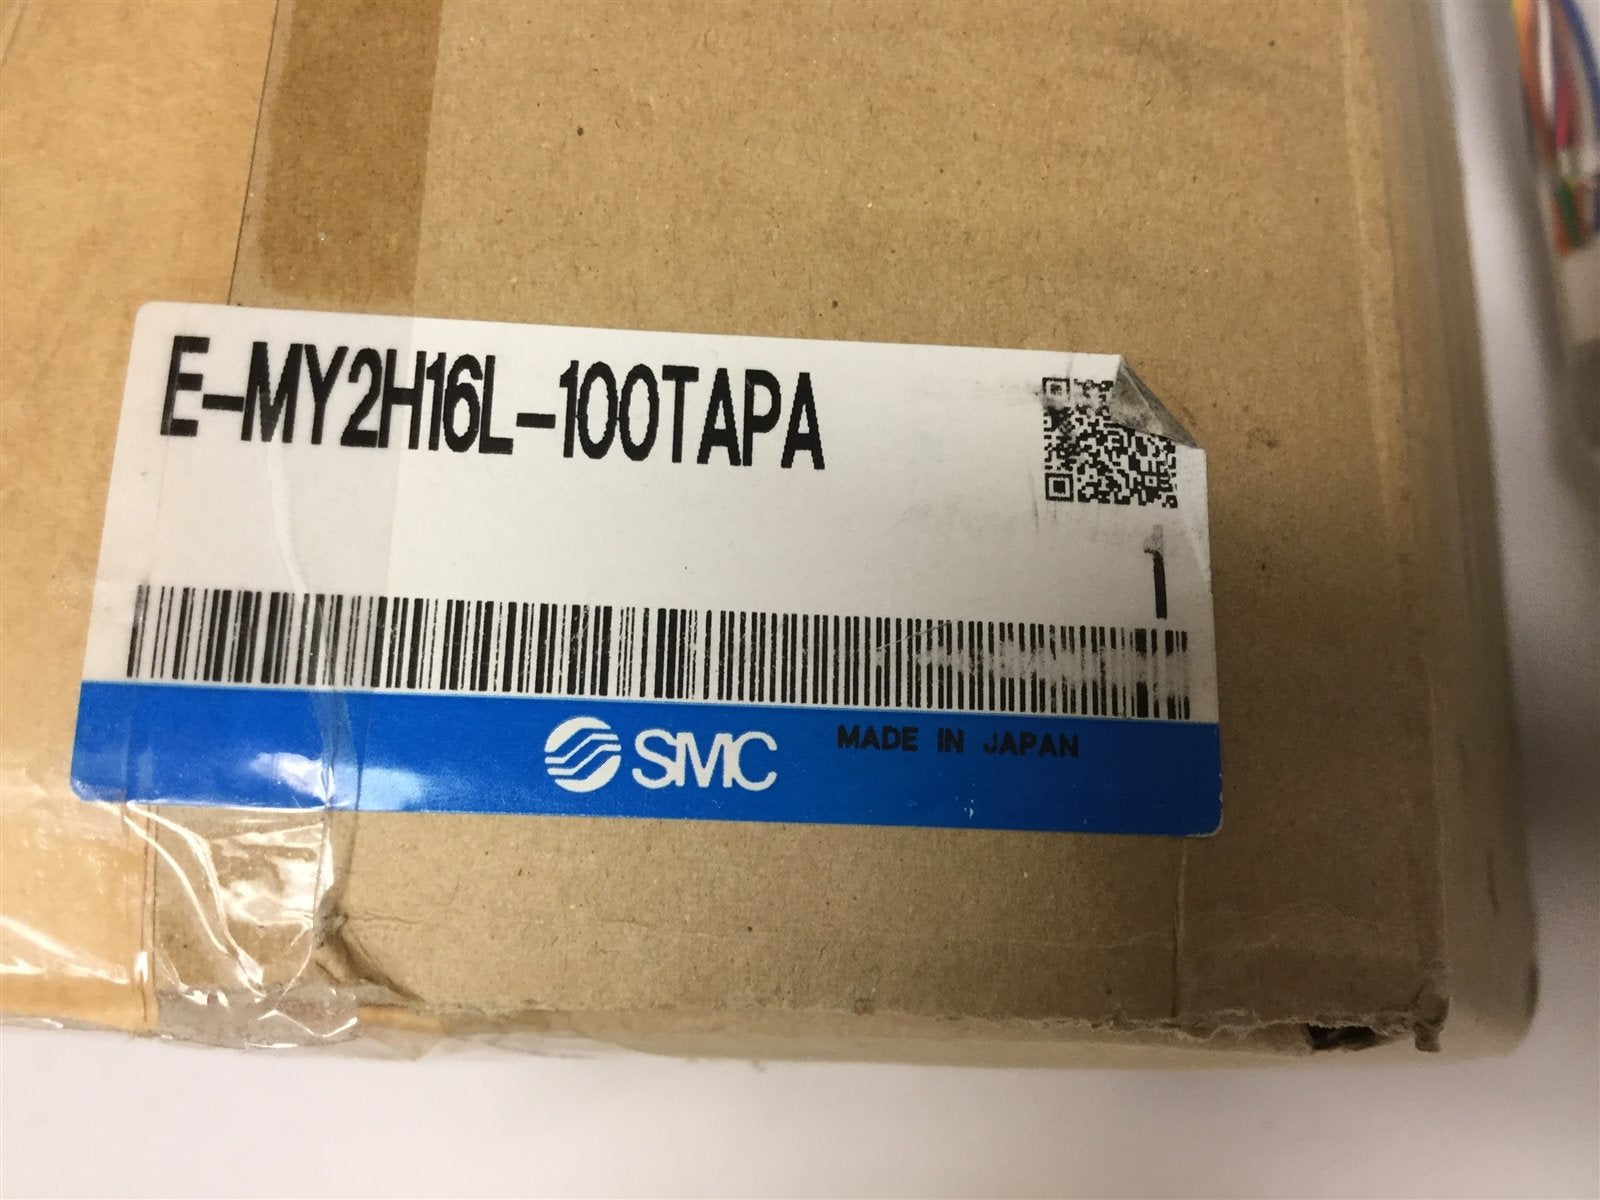 E-MY2H16L-100TAPA
1
SMC
MADE IN JAPAN